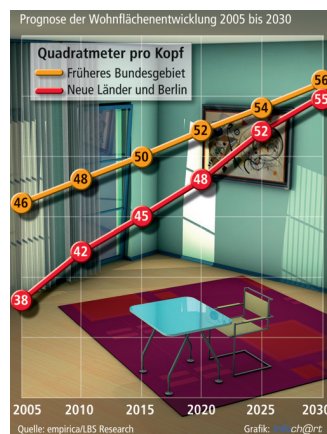 Prognose der Wohnflächenentwicklung 2005 bis 2030
Quadratmeter pro Kopf
Früheres Bundesgebiet
Neue Länder und Berlin
46 48 50 52 54 56
38 42 45 48 52 55
2005 2010 2015 2020 2025 2030
Quelle: empirica/LBS Research
Grafik: ch@rt